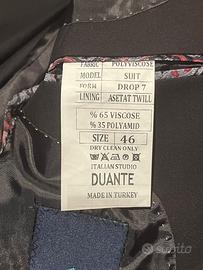 FABRIC POLYVISCOSE
MODEL SUIT
FORM DROP 7
LINING ASETAT TWILL
% 65 VISCOSE
% 35 POLYAMID
SIZE 46
DRY CLEAN ONLY
ITALIAN STUDIO
DUANTE
MADE IN TURKEY
subito